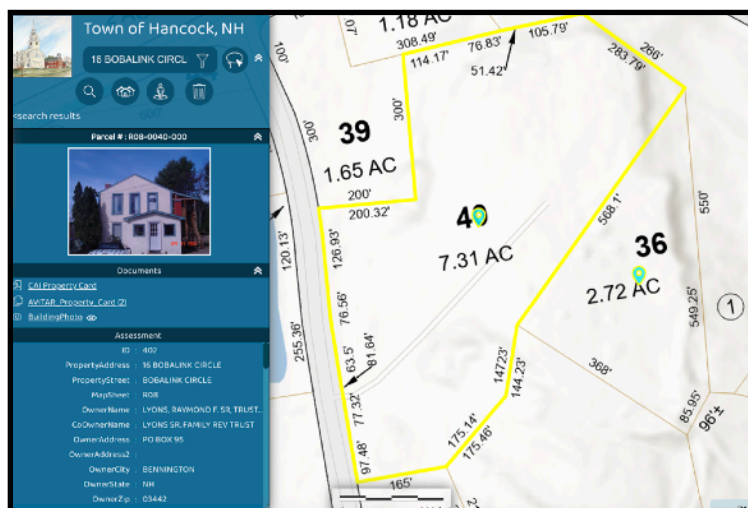 Town of Hancock, NH
16 BOBALINK CIRCL
<search results
Parcel # : R08-0040-000
Documents
CAI Property Card
AVITAR_Property_Card (2)
BuildingPhoto
Assessment
ID : 402
PropertyAddress : 16 BOBALINK CIRCLE
PropertyStreet : BOBALINK CIRCLE
MapSheet : R08
OwnerName : LYONS, RAYMOND F. SR, TRUST...
CoOwnerName : LYONS SR. FAMILY REV TRUST
OwnerAddress : PO BOX 95
OwnerAddress2 :
OwnerCity : BENNINGTON
OwnerState : NH
OwnerZip : 03442
1.07'
1.18 AC
308.49'
76.83'
105.79'
266'
283.79'
100'
114.17'
51.42'
300'
300'
39
1.65 AC
200'
200.32'
40
7.31 AC
568.1'
550'
36
2.72 AC
549.25'
1
120.13'
126.93'
76.56'
255.36'
63.5'
81.64'
77.32'
97.48'
147.23'
144.23'
368'
85.95'
96'±
175.14'
175.46'
165'